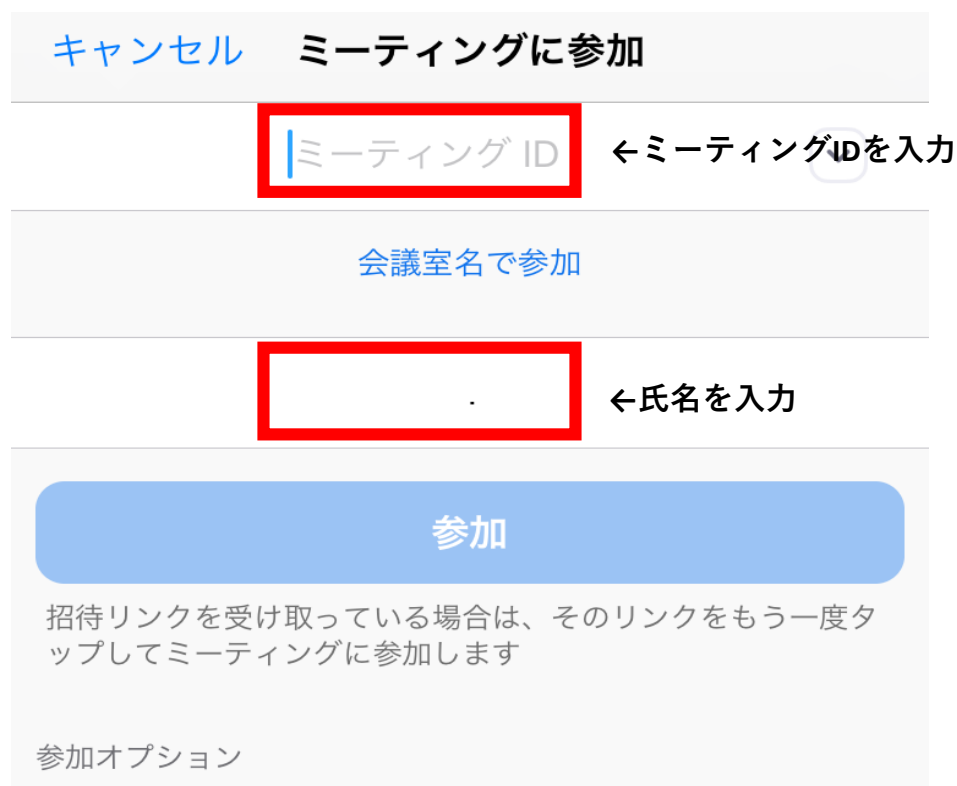 キャンセル ミーティングに参加
ミーティング ID ←ミーティングIDを入力
会議室名で参加
. ←氏名を入力
参加
招待リンクを受け取っている場合は、そのリンクをもう一度タ
ップしてミーティングに参加します
参加オプション